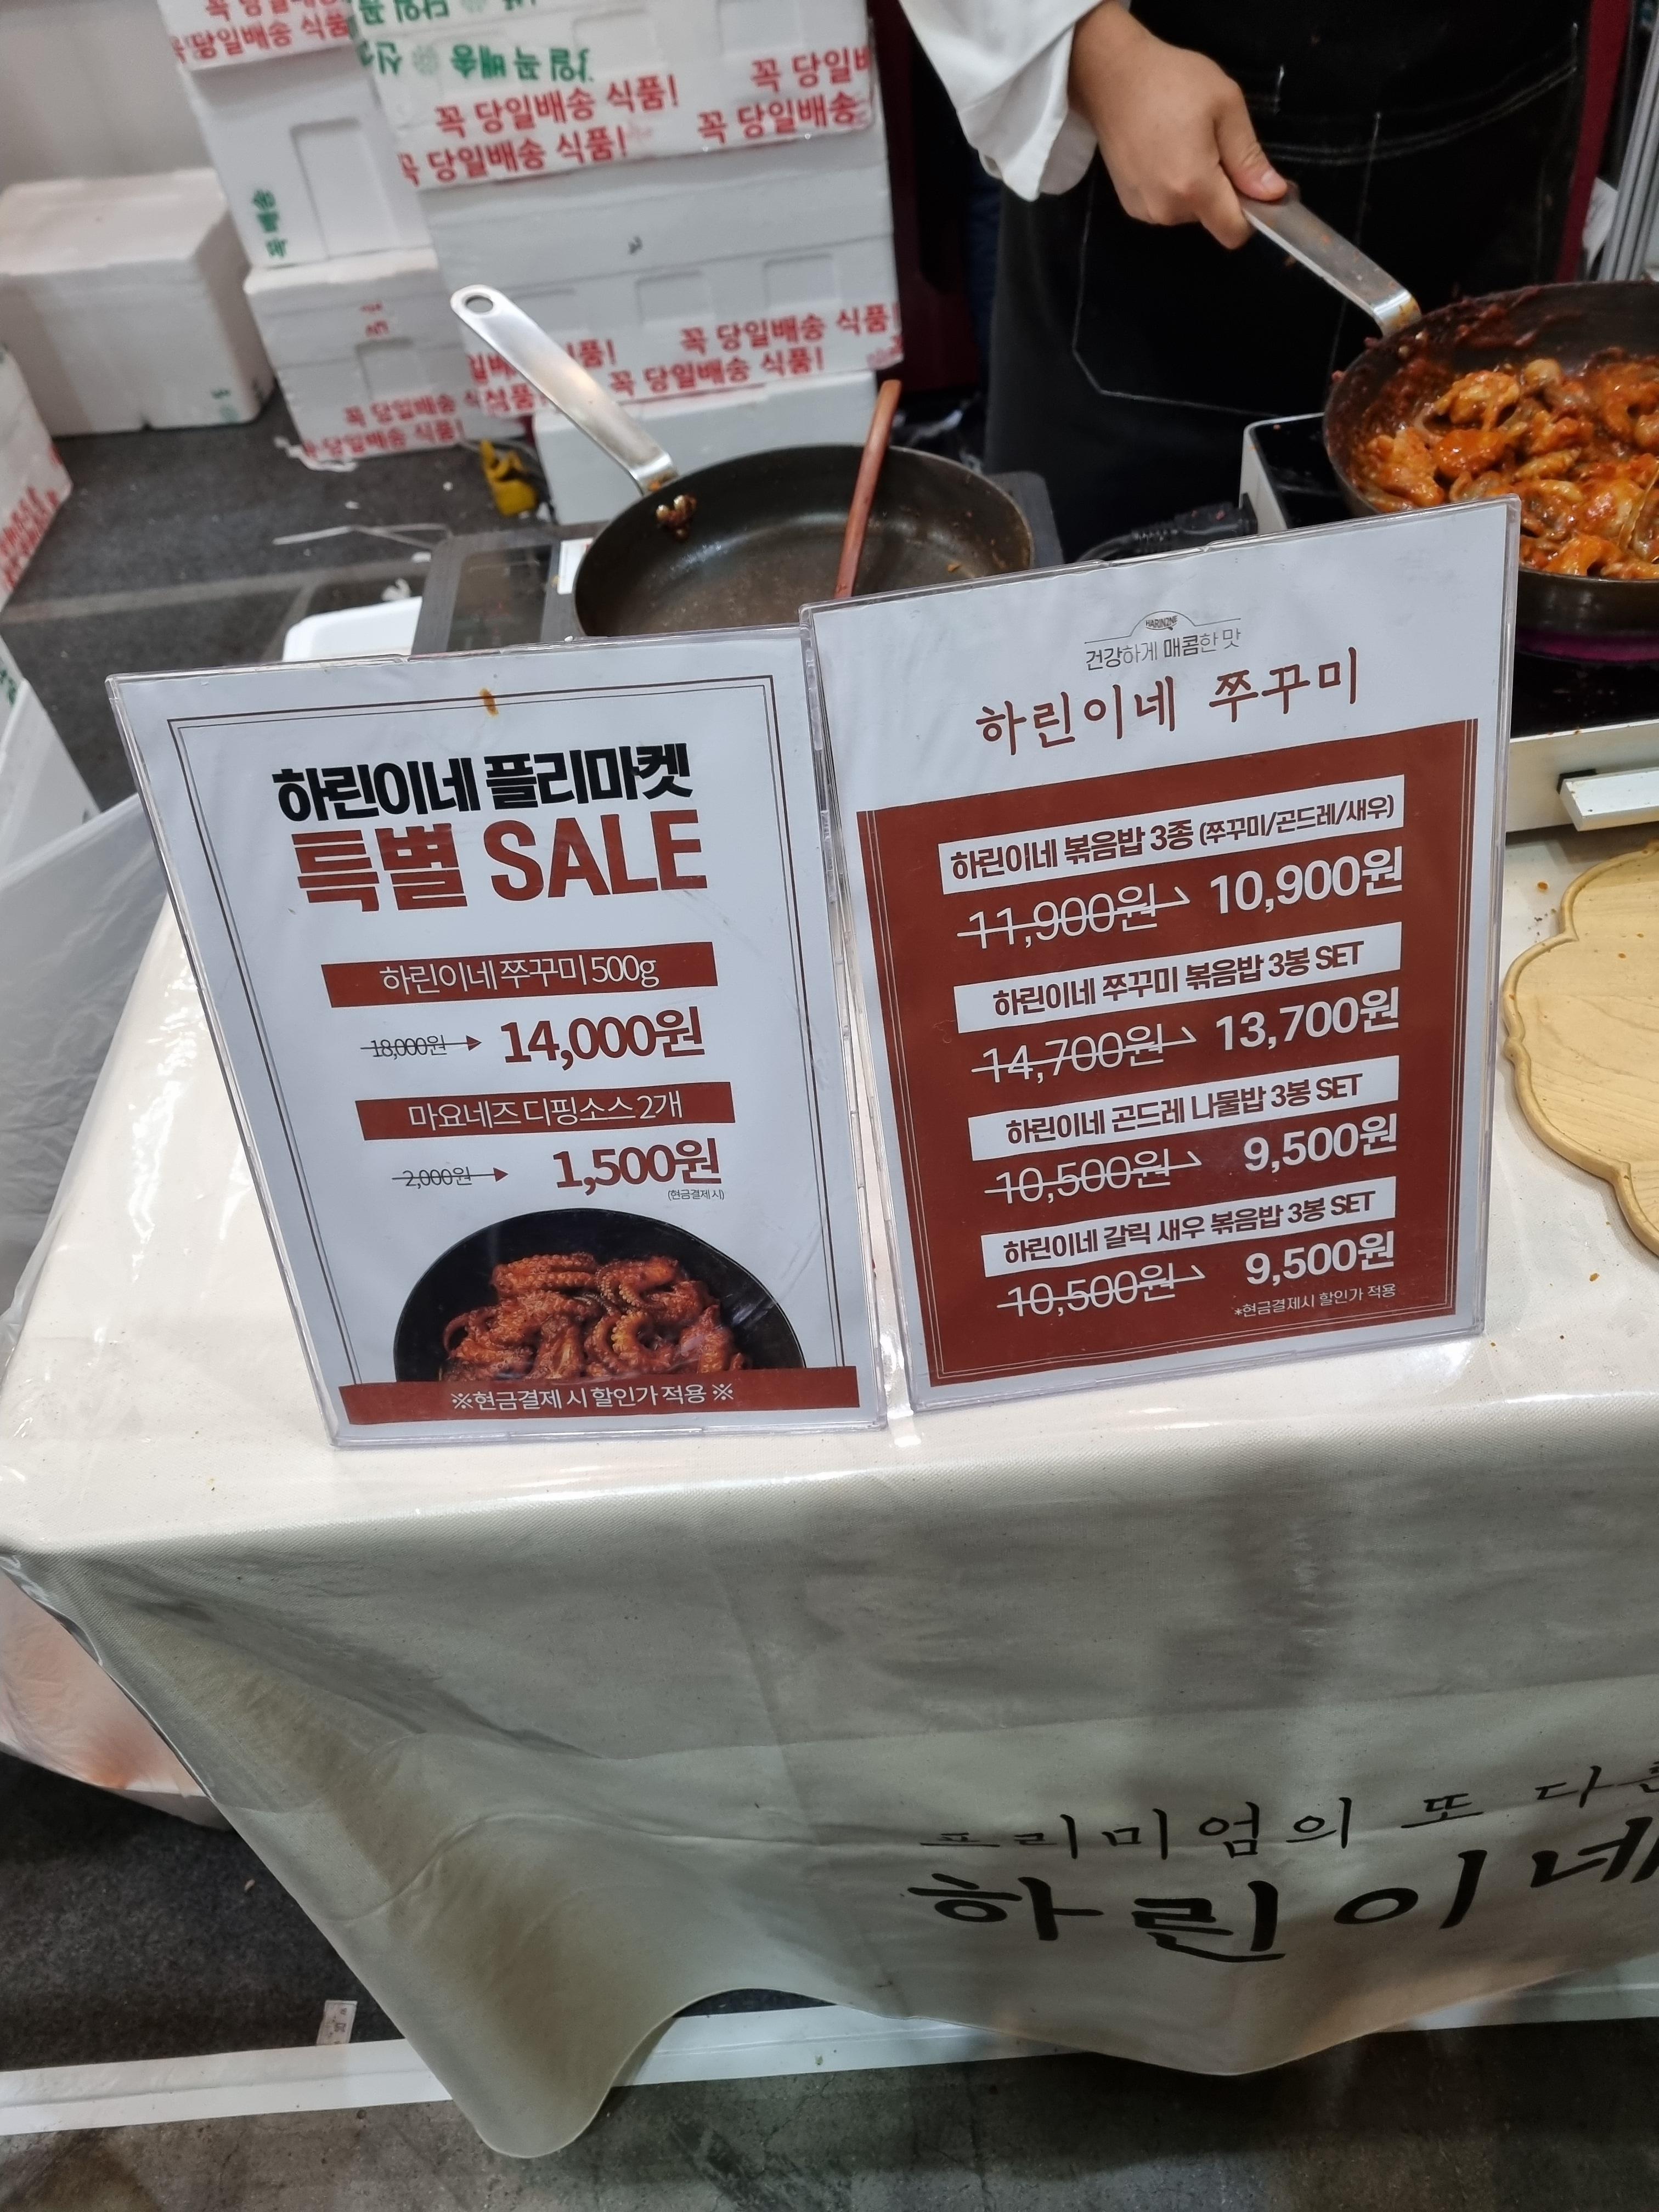 꼭 당일배송 식품!
꼭 당일배송 식품!
꼭 당일배송 식품!
꼭 당일배송 식품!
꼭 당일배송 식품!
하린이네 플리마켓
특별 SALE
하린이네 쭈꾸미 500g
18,000원 → 14,000원
마요네즈 디핑소스 2개
2,000원 → 1,500원
(현금결제 시)
※현금결제 시 할인가 적용 ※
HARIN2NE
건강하게 매콤한 맛
하린이네 쭈꾸미
하린이네 볶음밥 3종 (쭈꾸미/곤드레/새우)
11,900원 → 10,900원
하린이네 쭈꾸미 볶음밥 3봉 SET
14,700원 → 13,700원
하린이네 곤드레 나물밥 3봉 SET
10,500원 → 9,500원
하린이네 갈릭 새우 볶음밥 3봉 SET
10,500원 → 9,500원
*현금결제시 할인가 적용
프리미엄의 또 다른
하린이네